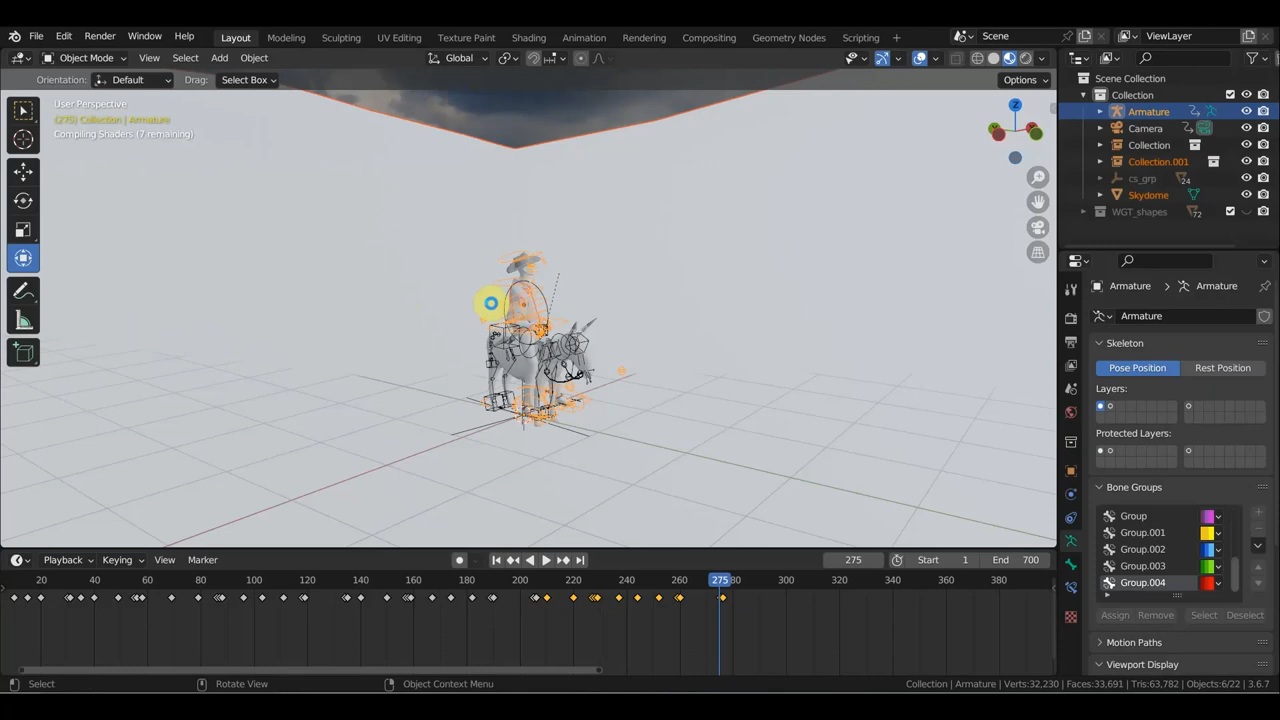 File Edit Render Window Help Layout Modeling Sculpting UV Editing Texture Paint Shading Animation Rendering Compositing Geometry Nodes Scripting + Scene ViewLayer
Object Mode View Select Add Object Global
Orientation: Default Drag: Select Box Options
User Perspective
(275) Collection | Armature
Compiling Shaders (7 remaining)
Z
Scene Collection
Collection
Armature
Camera
Collection
Collection.001
cs_grp 24
Skydome
WGT_shapes 72
Armature > Armature
Armature
Skeleton
Pose Position Rest Position
Layers:
Protected Layers:
Bone Groups
Group
Group.001
Group.002
Group.003
Group.004
Assign Remove Select Deselect
Motion Paths
Viewport Display
Playback Keying View Marker 275 Start 1 End 700
20 40 60 80 100 120 140 160 180 200 220 240 260 275 80 300 320 340 360 380
Select Rotate View Object Context Menu Collection | Armature | Verts:32,230 | Faces:33,691 | Tris:63,782 | Objects:6/22 | 3.6.7